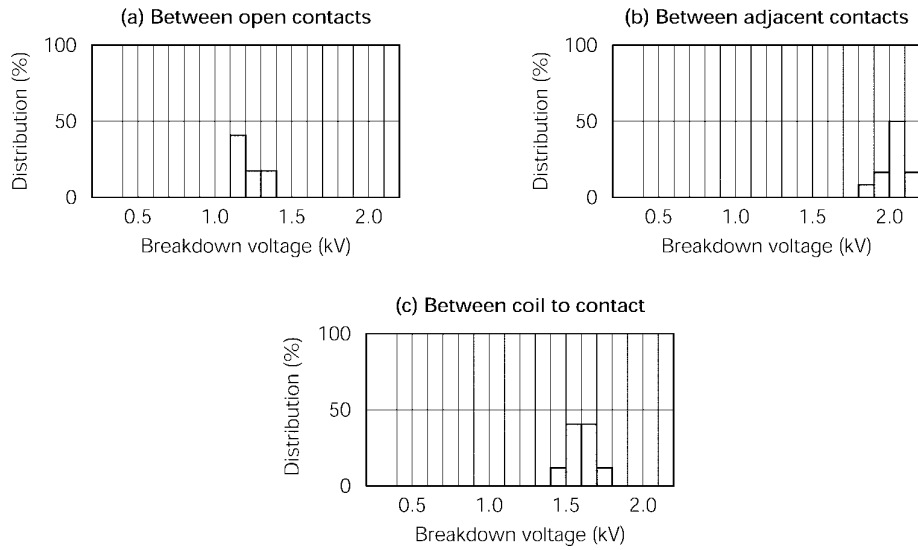 (a) Between open contacts
Distribution (%)
100
50
0
0.5 1.0 1.5 2.0
Breakdown voltage (kV)
(b) Between adjacent contacts
Distribution (%)
100
50
0
0.5 1.0 1.5 2.0
Breakdown voltage (kV)
(c) Between coil to contact
Distribution (%)
100
50
0
0.5 1.0 1.5 2.0
Breakdown voltage (kV)